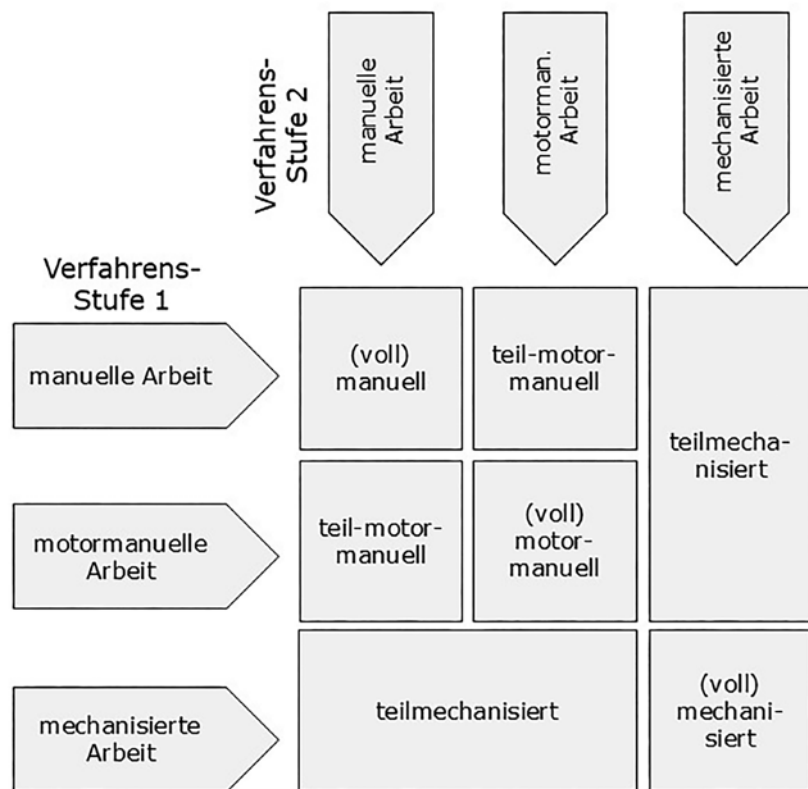 Verfahrens-
Stufe 2
manuelle
Arbeit
motorman.
Arbeit
mechanisierte
Arbeit
Verfahrens-
Stufe 1
manuelle Arbeit
(voll)
manuell
teil-motor-
manuell
teilmecha-
nisiert
motormanuelle
Arbeit
teil-motor-
manuell
(voll)
motor-
manuell
mechanisierte
Arbeit
teilmechanisiert
(voll)
mechani-
siert